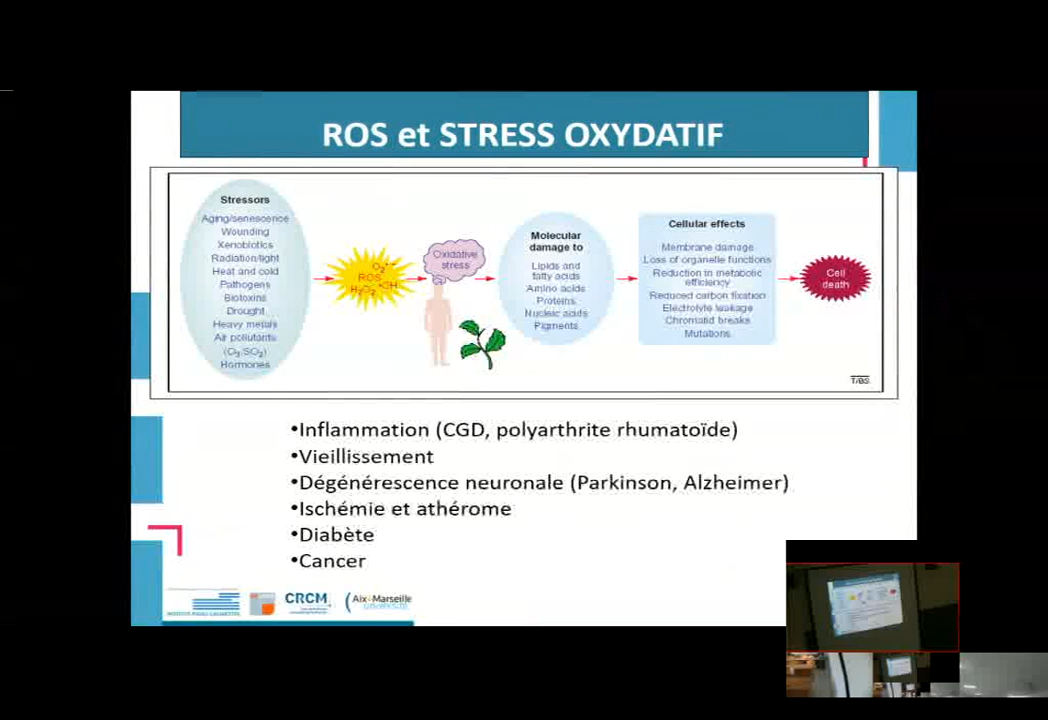 ROS et STRESS OXYDATIF
Stressors
Aging/senescence
Wounding
Xenobiotics
Radiation/light
Heat and cold
Pathogens
Biotoxins
Drought
Heavy metals
Air pollutants
(O₃,SO₂)
Hormones
O₂•−
ROS
H₂O₂ •OH
Oxidative
stress
Molecular
damage to
Lipids and
fatty acids
Amino acids
Proteins
Nucleic acids
Pigments
Cellular effects
Membrane damage
Loss of organelle functions
Reduction in metabolic
efficiency
Reduced carbon fixation
Electrolyte leakage
Chromatid breaks
Mutations
Cell
death
TiBS
•Inflammation (CGD, polyarthrite rhumatoïde)
•Vieillissement
•Dégénérescence neuronale (Parkinson, Alzheimer)
•Ischémie et athérome
•Diabète
•Cancer
CRCM
Aix*Marseille
université